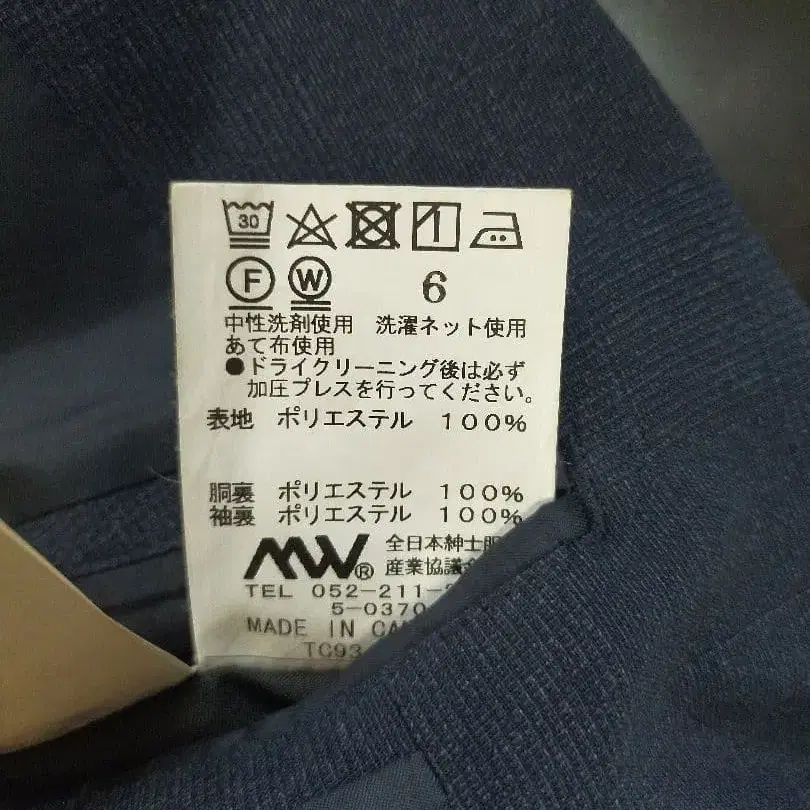 30
F W 6
中性洗剤使用 洗濯ネット使用
あて布使用
●ドライクリーニング後は必ず
加圧プレスを行ってください。
表地 ポリエステル 100%
胴裏 ポリエステル 100%
袖裏 ポリエステル 100%
MW® 全日本紳士服
産業協議会
TEL 052-211-
5-0370
MADE IN
TC93